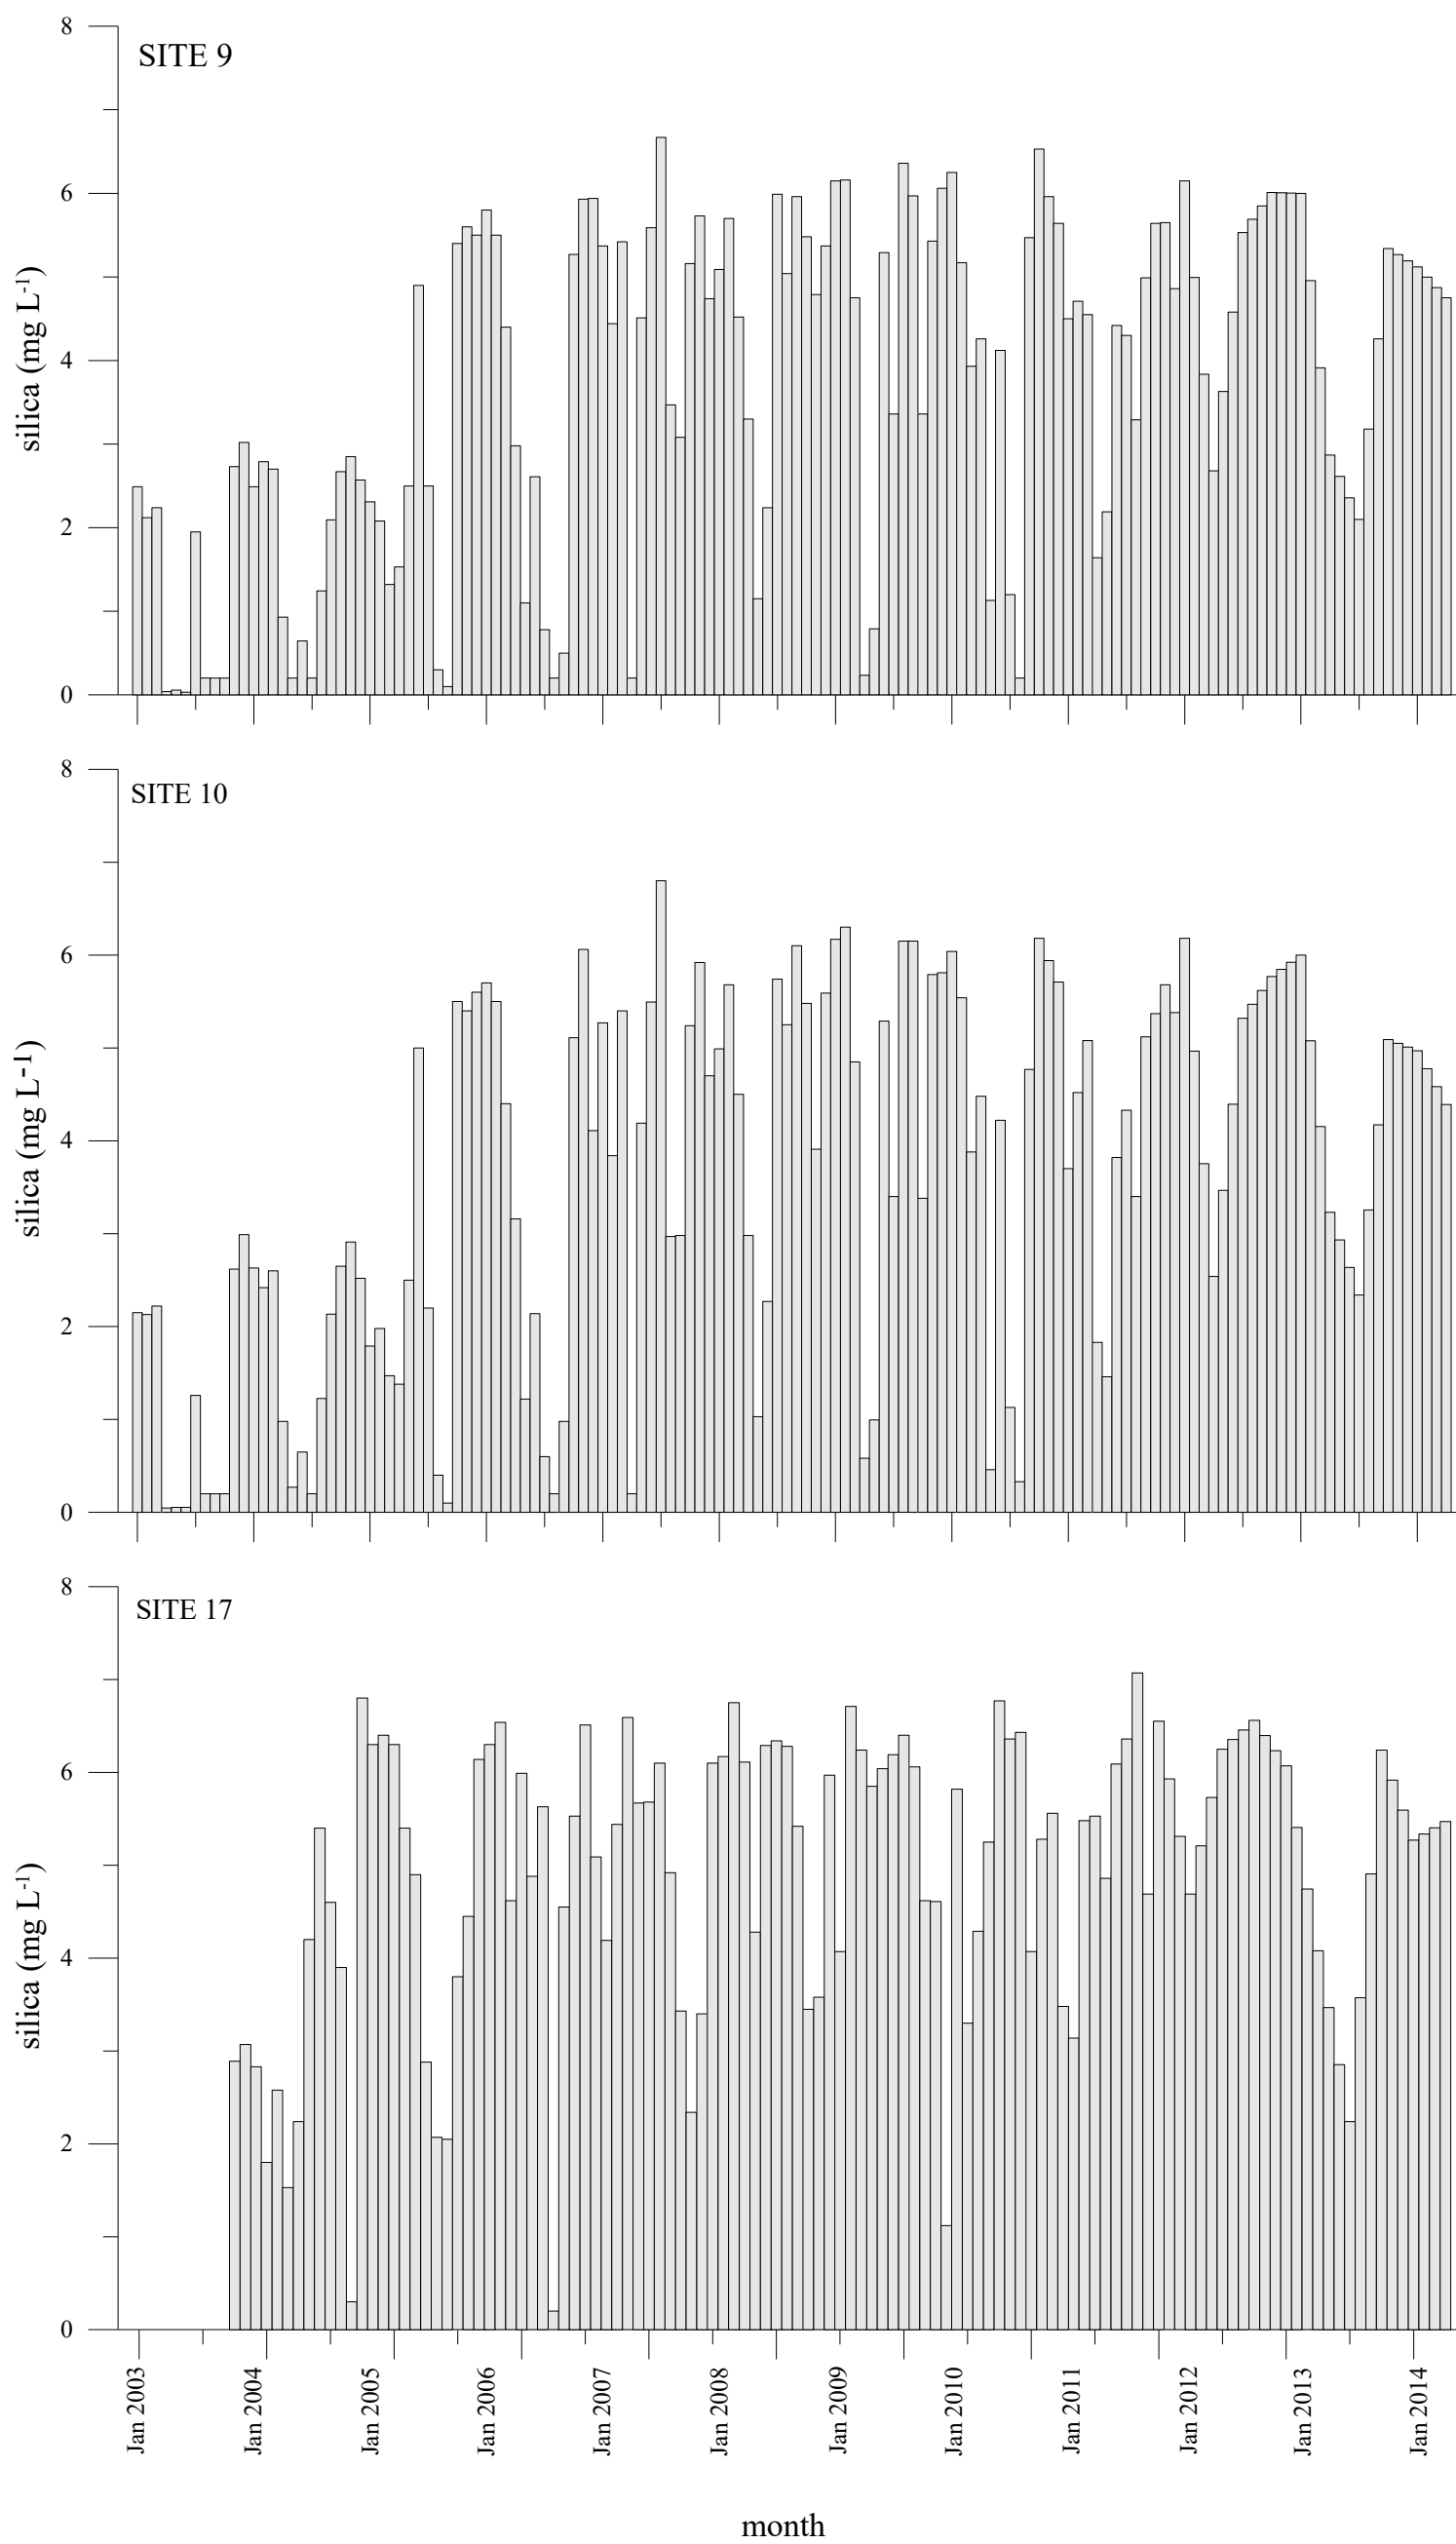 8
SITE 9
6
4
2
0
silica (mg L-1)
8
SITE 10
6
4
2
0
silica (mg L-1)
8
SITE 17
6
4
2
0
silica (mg L-1)
Jan 2003
Jan 2004
Jan 2005
Jan 2006
Jan 2007
Jan 2008
Jan 2009
Jan 2010
Jan 2011
Jan 2012
Jan 2013
Jan 2014
month